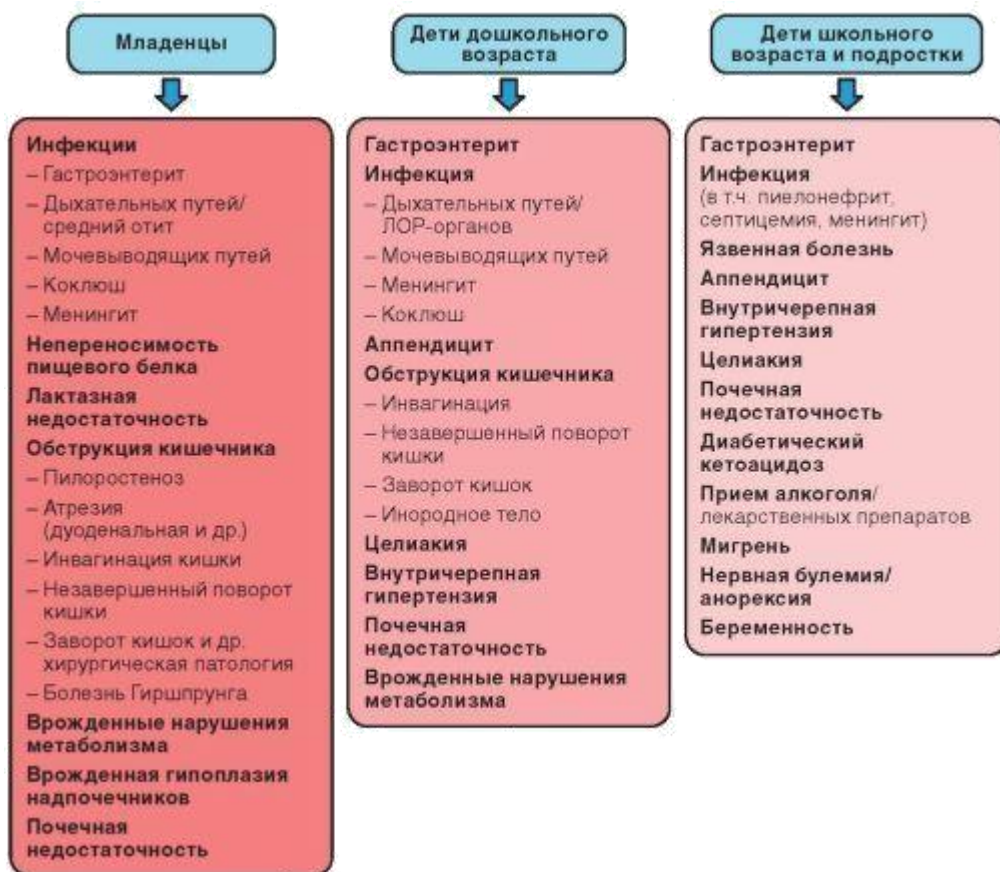 Младенцы
Инфекции
– Гастроэнтерит
– Дыхательных путей/
средний отит
– Мочевыводящих путей
– Коклюш
– Менингит
Непереносимость
пищевого белка
Лактазная
недостаточность
Обструкция кишечника
– Пилоростеноз
– Атрезия
(дуоденальная и др.)
– Инвагинация кишки
– Незавершенный поворот
кишки
– Заворот кишок и др.
хирургическая патология
– Болезнь Гиршпрунга
Врожденные нарушения
метаболизма
Врожденная гипоплазия
надпочечников
Почечная
недостаточность
Дети дошкольного
возраста
Гастроэнтерит
Инфекция
– Дыхательных путей/
ЛОР-органов
– Мочевыводящих путей
– Менингит
– Коклюш
Аппендицит
Обструкция кишечника
– Инвагинация
– Незавершенный поворот
кишки
– Заворот кишок
– Инородное тело
Целиакия
Внутричерепная
гипертензия
Почечная
недостаточность
Врожденные нарушения
метаболизма
Дети школьного
возраста и подростки
Гастроэнтерит
Инфекция
(в т.ч. пиелонефрит,
септицемия, менингит)
Язвенная болезнь
Аппендицит
Внутричерепная
гипертензия
Целиакия
Почечная
недостаточность
Диабетический
кетоацидоз
Прием алкоголя/
лекарственных препаратов
Мигрень
Нервная булемия/
анорексия
Беременность